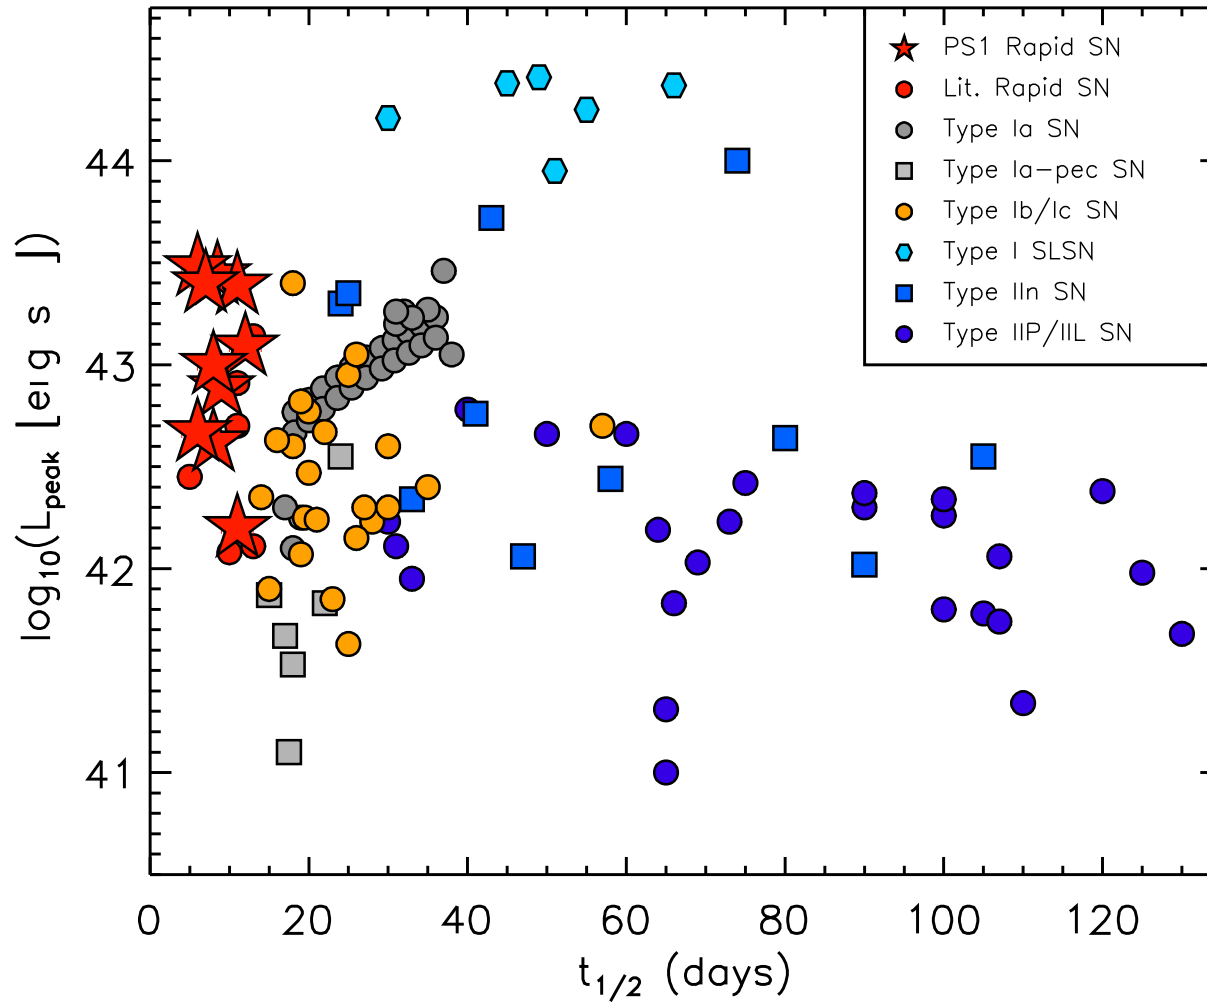 PS1 Rapid SN
Lit. Rapid SN
Type Ia SN
Type Ia-pec SN
Type Ib/Ic SN
Type I SLSN
Type IIn SN
Type IIP/IIL SN
44
43
42
41
log10(Lpeak [erg s ])
0 20 40 60 80 100 120
t1/2 (days)